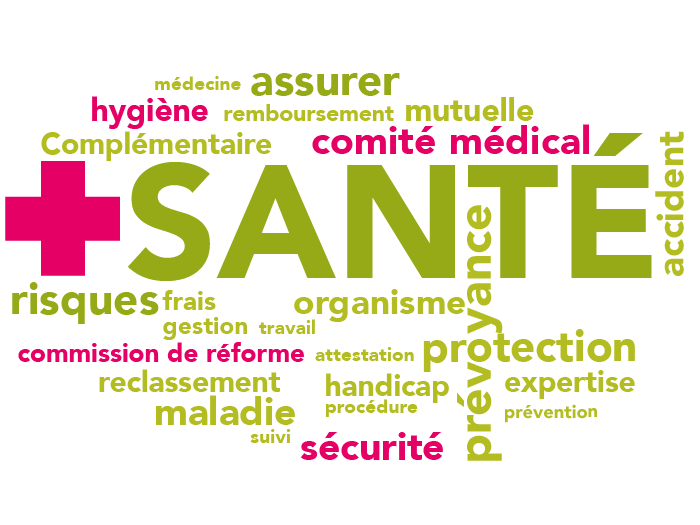 médecine assurer
hygiène remboursement mutuelle
Complémentaire comité médical
SANTÉ
accident
risques frais organisme
prévoyance
gestion travail
commission de réforme attestation protection
reclassement handicap expertise
maladie procédure prévention
suivi sécurité